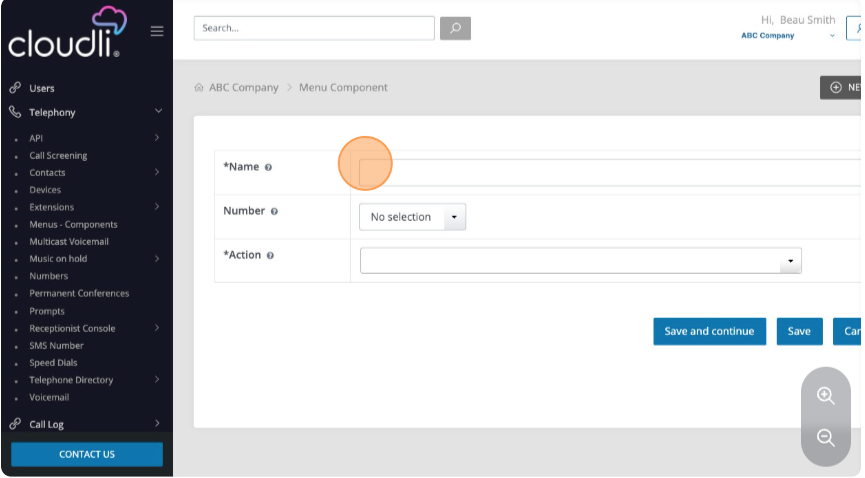 cloudli®
Search...
Hi, Beau Smith
ABC Company
Users
Telephony
API
Call Screening
Contacts
Devices
Extensions
Menus - Components
Multicast Voicemail
Music on hold
Numbers
Permanent Conferences
Prompts
Receptionist Console
SMS Number
Speed Dials
Telephone Directory
Voicemail
Call Log
CONTACT US
ABC Company > Menu Component
NE
*Name
Number
No selection
*Action
Save and continue
Save
Can